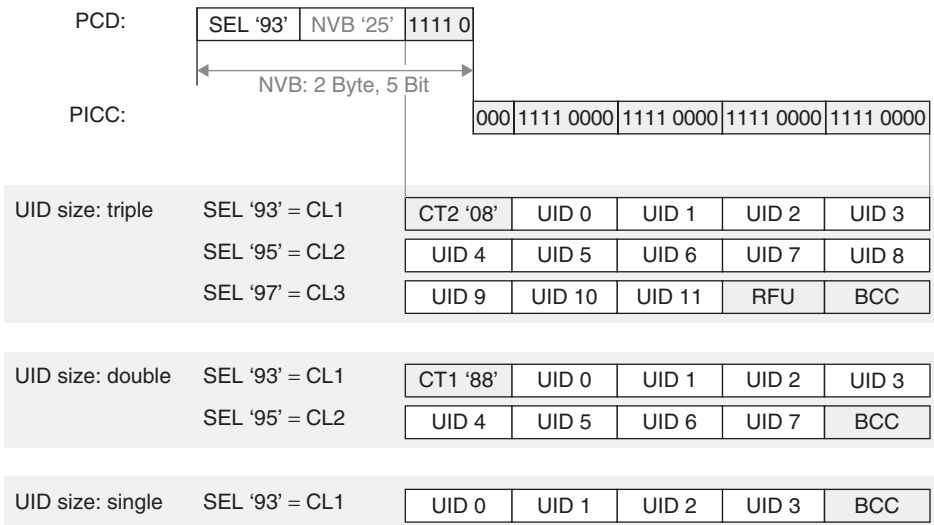 PCD: SEL ‘93’ NVB ‘25’ 1111 0
NVB: 2 Byte, 5 Bit
PICC: 000 1111 0000 1111 0000 1111 0000 1111 0000
UID size: triple SEL ‘93’ = CL1 CT2 ‘08’ UID 0 UID 1 UID 2 UID 3
SEL ‘95’ = CL2 UID 4 UID 5 UID 6 UID 7 UID 8
SEL ‘97’ = CL3 UID 9 UID 10 UID 11 RFU BCC
UID size: double SEL ‘93’ = CL1 CT1 ‘88’ UID 0 UID 1 UID 2 UID 3
SEL ‘95’ = CL2 UID 4 UID 5 UID 6 UID 7 BCC
UID size: single SEL ‘93’ = CL1 UID 0 UID 1 UID 2 UID 3 BCC